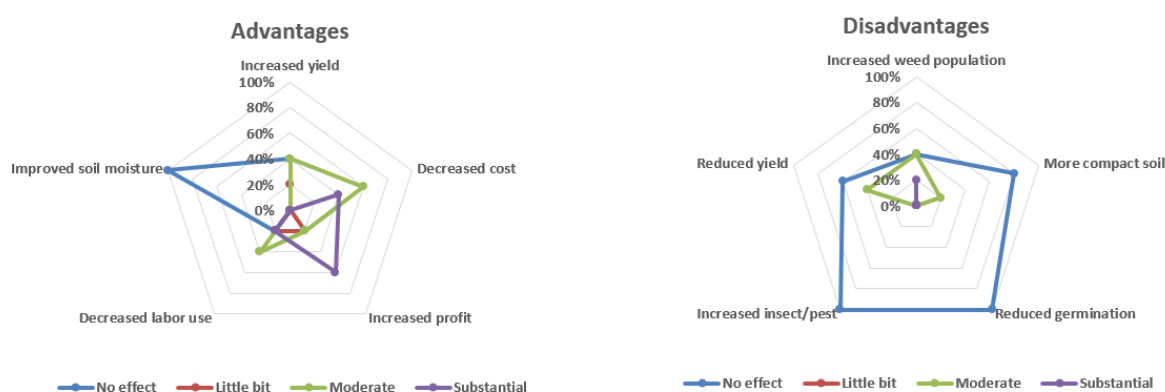 Advantages
Increased yield
100%
80%
60%
40%
20%
0%
Improved soil moisture
Decreased cost
Decreased labor use
Increased profit
No effect Little bit Moderate Substantial
Disadvantages
Increased weed population
100%
80%
60%
40%
20%
0%
Reduced yield
More compact soil
Increased insect/pest
Reduced germination
No effect Little bit Moderate Substantial